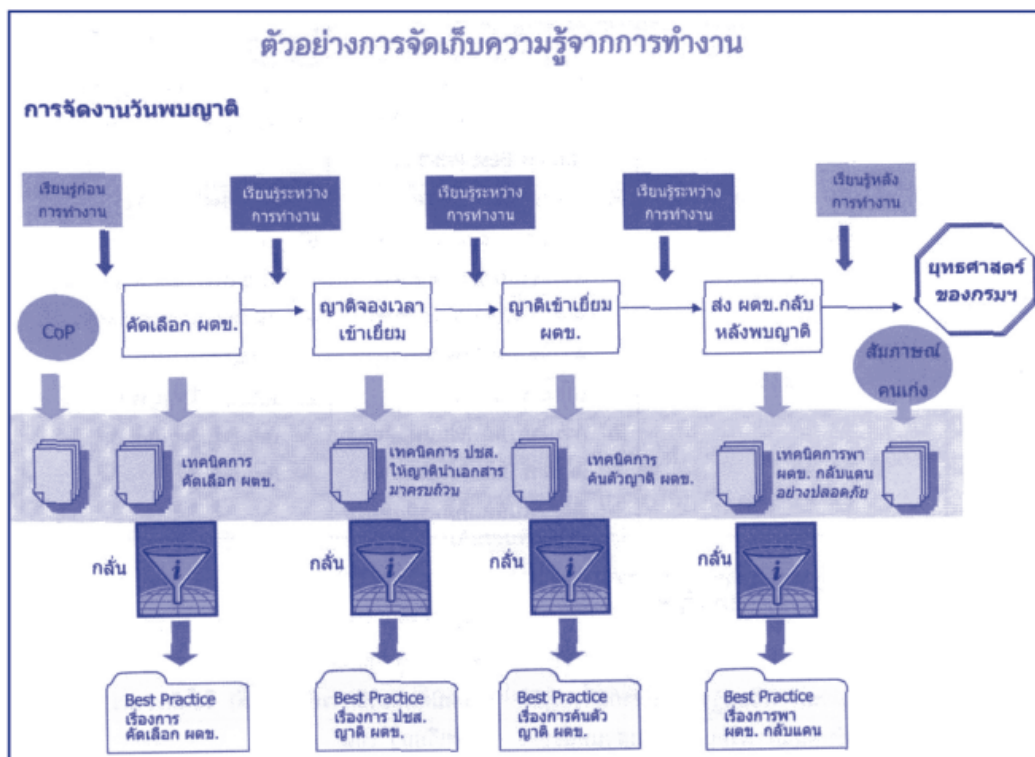 ตัวอย่างการจัดเก็บความรู้จากการทำงาน
การจัดงานวันพบญาติ
เรียนรู้ก่อน
การทำงาน
เรียนรู้ระหว่าง
การทำงาน
เรียนรู้ระหว่าง
การทำงาน
เรียนรู้ระหว่าง
การทำงาน
เรียนรู้หลัง
การทำงาน
ยุทธศาสตร์
ของกรมฯ
CoP
คัดเลือก ผตข.
ญาติจองเวลา
เข้าเยี่ยม
ญาติเข้าเยี่ยม
ผตข.
ส่ง ผตข.กลับ
หลังพบญาติ
สัมภาษณ์
คนเก่ง
เทคนิคการ
คัดเลือก ผตข.
เทคนิคการ ปชส.
ให้ญาตินำเอกสาร
มาครบถ้วน
เทคนิคการ
ค้นตัวญาติ ผตข.
เทคนิคการพา
ผตข. กลับแดน
อย่างปลอดภัย
กลั่น
i
กลั่น
i
กลั่น
i
กลั่น
i
Best Practice
เรื่องการ
คัดเลือก ผตข.
Best Practice
เรื่องการ ปชส.
ญาติ ผตข.
Best Practice
เรื่องการค้นตัว
ญาติ ผตข.
Best Practice
เรื่องการพา
ผตข. กลับแดน